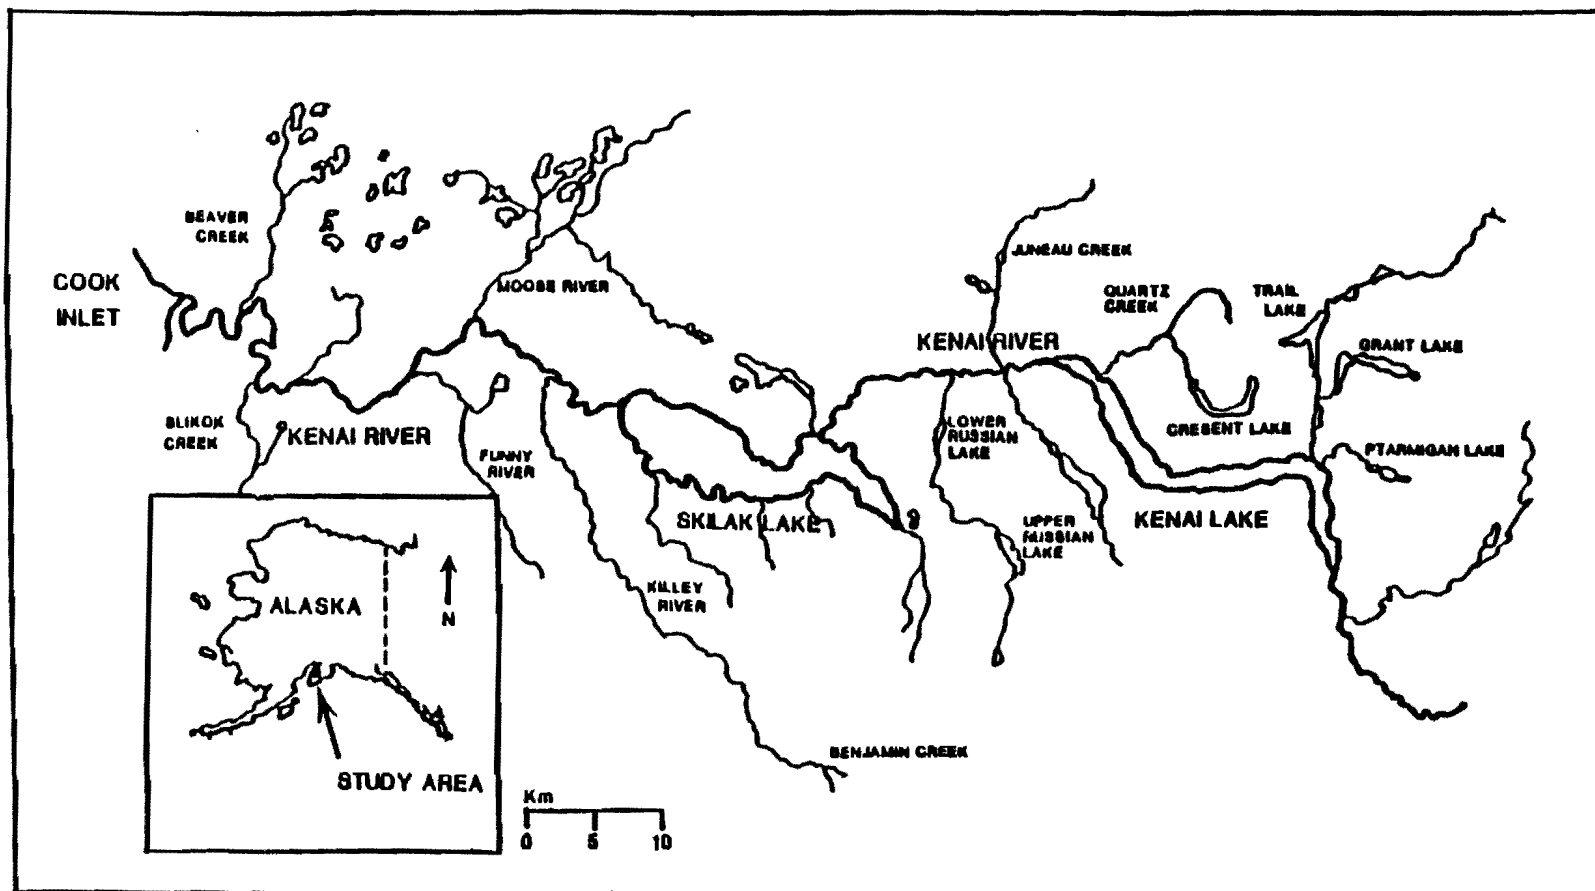 BEAVER
CREEK
COOK
INLET
MOOSE RIVER
JUNEAU CREEK
QUARTZ
CREEK
TRAIL
LAKE
KENAI RIVER
GRANT LAKE
SLIKOK
CREEK
KENAI RIVER
FUNNY
RIVER
LOWER
RUSSIAN
LAKE
CRESENT LAKE
PTARMIGAN LAKE
SKILAK LAKE
UPPER
RUSSIAN
LAKE
KENAI LAKE
KILLEY
RIVER
BENJAMIN CREEK
ALASKA
N
STUDY AREA
Km
0 5 10